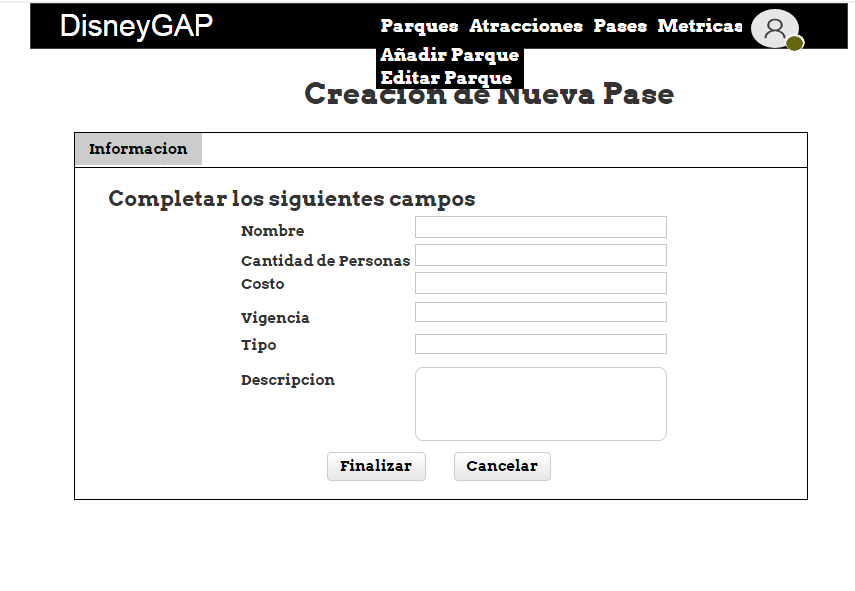 DisneyGAP Parques Atracciones Pases Metricas
Añadir Parque
Editar Parque
Creacion de Nueva Pase
Informacion
Completar los siguientes campos
Nombre
Cantidad de Personas
Costo
Vigencia
Tipo
Descripcion
Finalizar Cancelar